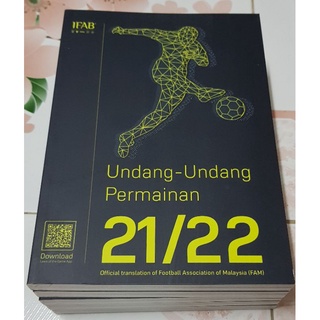 IFAB
Undang-Undang
Permainan
21/22
Download
Official translation of Football Association of Malaysia (FAM)